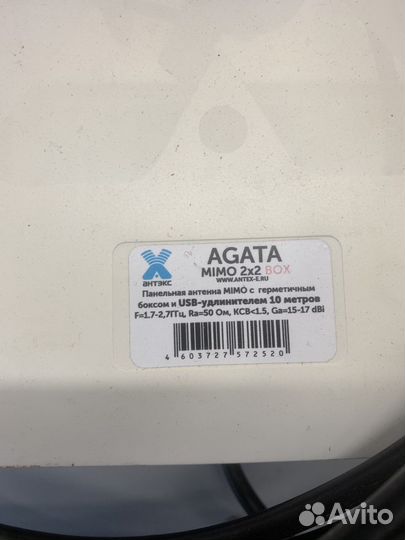 AGATA
MIMO 2x2 BOX
WWW.ANTEX-E.RU
АНТЭКС
Панельная антенна MIMO с герметичным
боксом и USB-удлинителем 10 метров
F=1.7-2,7ГГц, Ra=50 Ом, КСВ<1.5, Ga=15-17 dBi
4 603727 572520
Avito